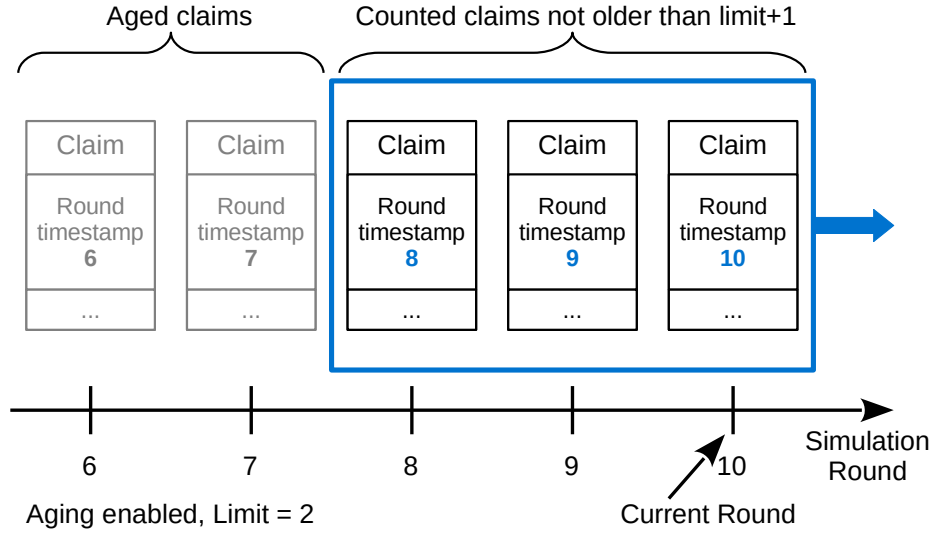 Aged claims
Counted claims not older than limit+1
Claim
Round
timestamp
6
...
Claim
Round
timestamp
7
...
Claim
Round
timestamp
8
...
Claim
Round
timestamp
9
...
Claim
Round
timestamp
10
...
6
7
8
9
10
Simulation
Round
Aging enabled, Limit = 2
Current Round